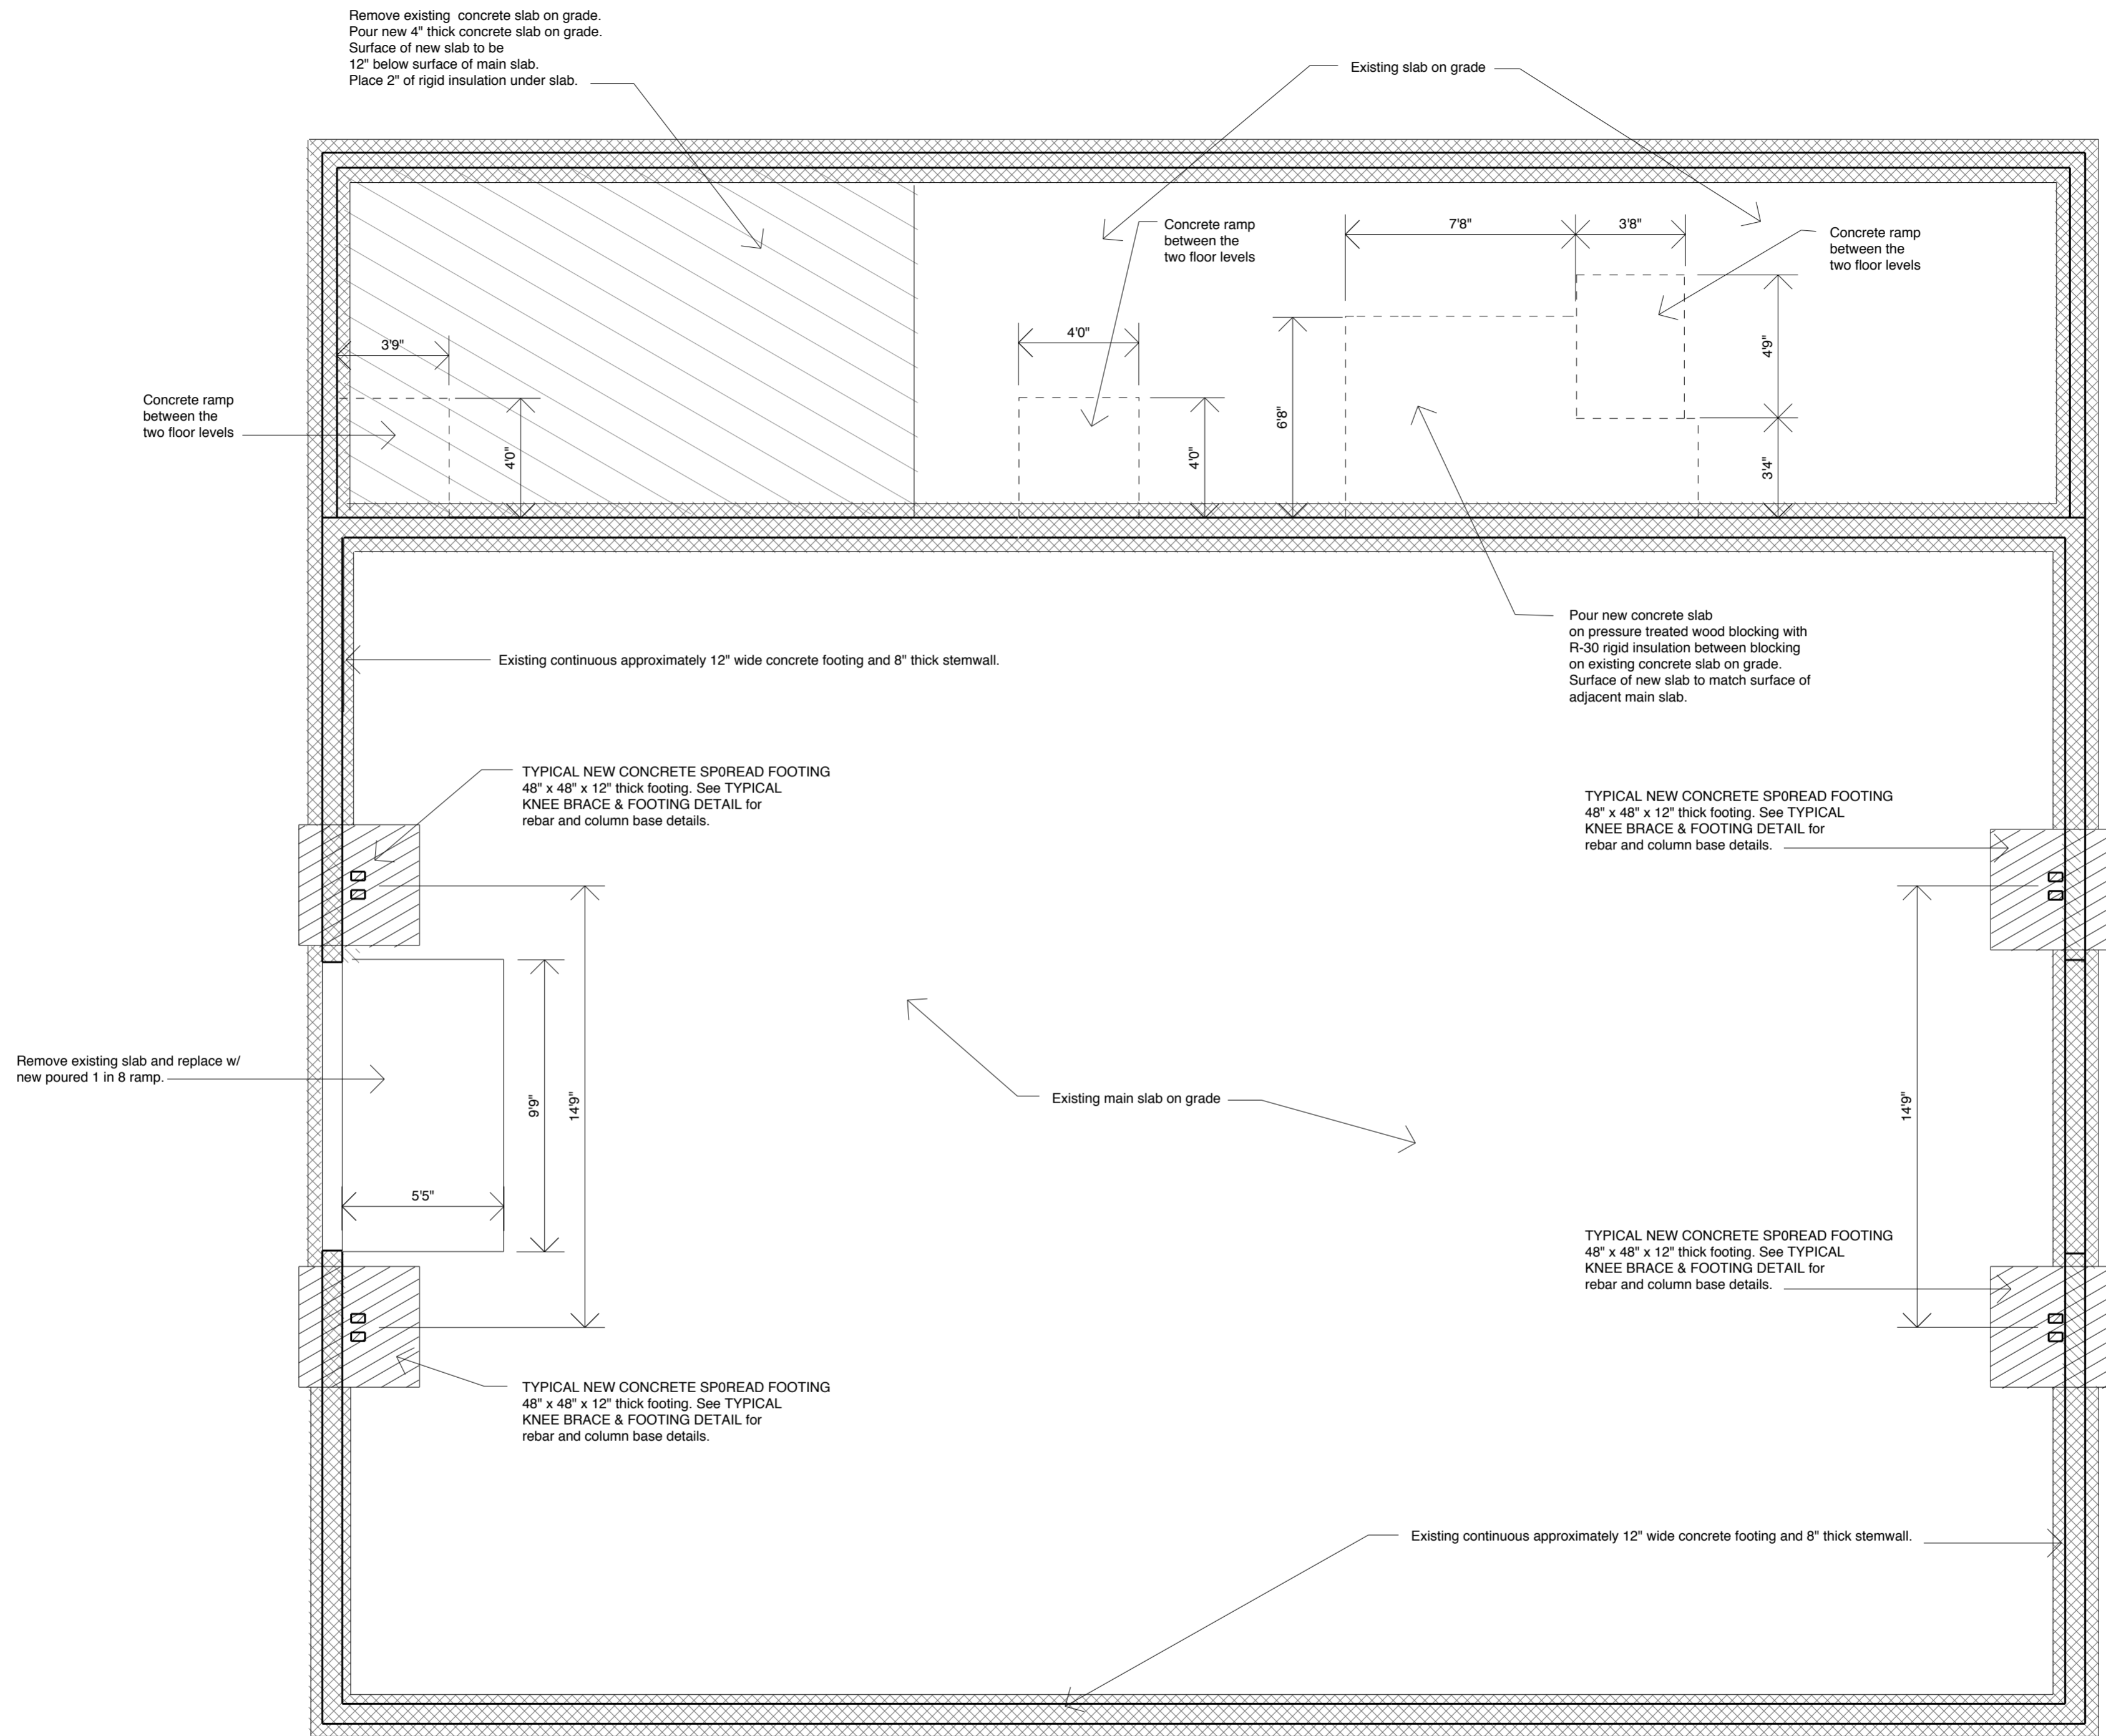 Remove existing  concrete slab on grade.
Pour new 4" thick concrete slab on grade.
Surface of new slab to be
12" below surface of main slab.
Place 2" of rigid insulation under slab.
Existing slab on grade
Concrete ramp
between the
two floor levels
7'8"
3'8"
Concrete ramp
between the
two floor levels
3'9"
4'0"
4'9"
Concrete ramp
between the
two floor levels
4'0"
4'0"
6'8"
3'4"
Pour new concrete slab
on pressure treated wood blocking with
R-30 rigid insulation between blocking
on existing concrete slab on grade.
Surface of new slab to match surface of
adjacent main slab.
Existing continuous approximately 12" wide concrete footing and 8" thick stemwall.
TYPICAL NEW CONCRETE SP0READ FOOTING
48" x 48" x 12" thick footing. See TYPICAL
KNEE BRACE & FOOTING DETAIL for
rebar and column base details.
TYPICAL NEW CONCRETE SP0READ FOOTING
48" x 48" x 12" thick footing. See TYPICAL
KNEE BRACE & FOOTING DETAIL for
rebar and column base details.
Remove existing slab and replace w/
new poured 1 in 8 ramp.
9'9"
14'9"
Existing main slab on grade
14'9"
5'5"
TYPICAL NEW CONCRETE SP0READ FOOTING
48" x 48" x 12" thick footing. See TYPICAL
KNEE BRACE & FOOTING DETAIL for
rebar and column base details.
TYPICAL NEW CONCRETE SP0READ FOOTING
48" x 48" x 12" thick footing. See TYPICAL
KNEE BRACE & FOOTING DETAIL for
rebar and column base details.
Existing continuous approximately 12" wide concrete footing and 8" thick stemwall.